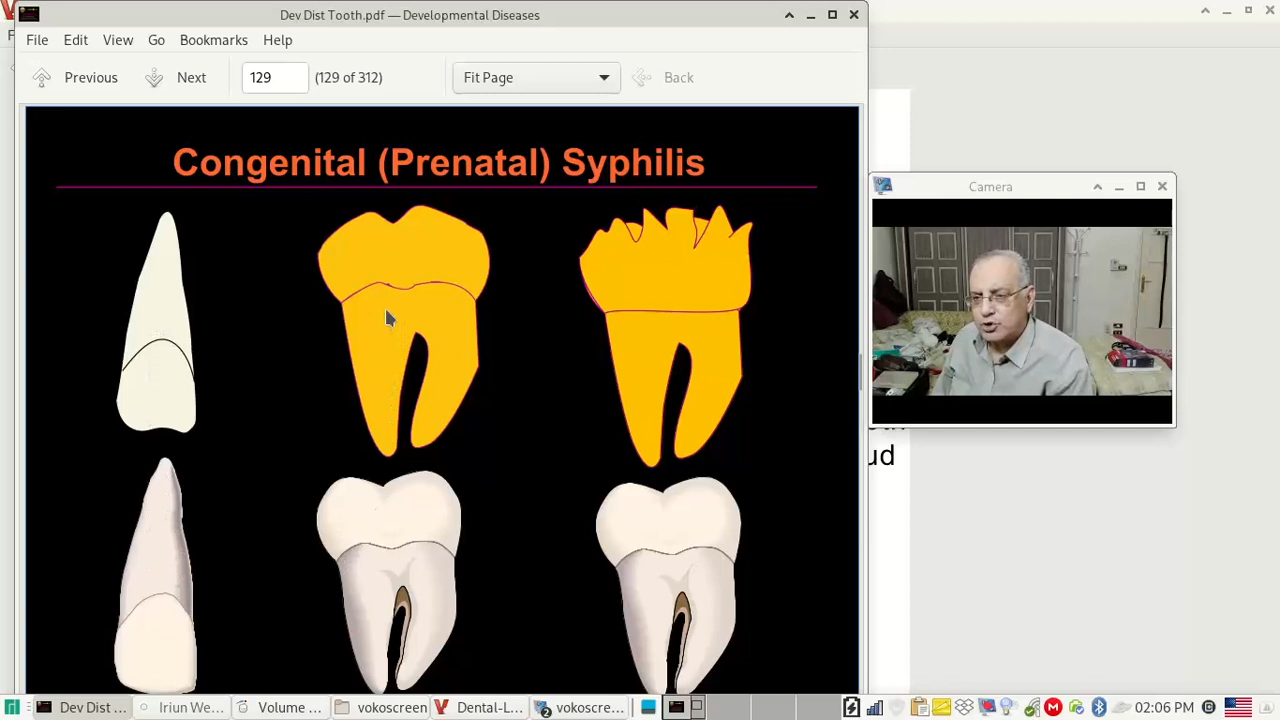 Dev Dist Tooth.pdf — Developmental Diseases
File Edit View Go Bookmarks Help
Previous Next 129 (129 of 312) Fit Page Back
Congenital (Prenatal) Syphilis
Camera
ud
Dev Dist ... Iriun We... Volume ... vokoscreen Dental-L... vokoscre... 02:06 PM